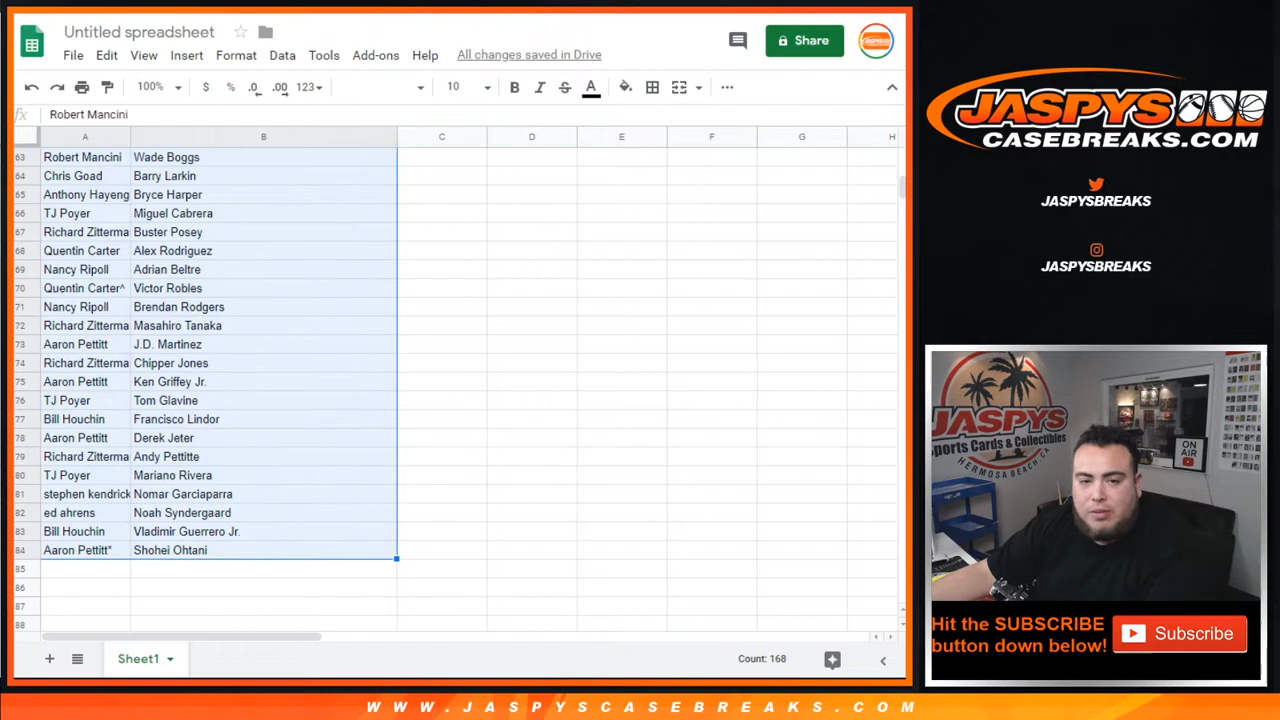 Untitled spreadsheet
File Edit View Insert Format Data Tools Add-ons Help All changes saved in Drive
Share
100% $ % .0 .00 123 10 B I S A
fx Robert Mancini
A B C D E F G H
63 Robert Mancini Wade Boggs
64 Chris Goad Barry Larkin
65 Anthony Hayeng Bryce Harper
66 TJ Poyer Miguel Cabrera
67 Richard Zitterma Buster Posey
68 Quentin Carter Alex Rodriguez
69 Nancy Ripoll Adrian Beltre
70 Quentin Carter^ Victor Robles
71 Nancy Ripoll Brendan Rodgers
72 Richard Zitterma Masahiro Tanaka
73 Aaron Pettitt J.D. Martinez
74 Richard Zitterma Chipper Jones
75 Aaron Pettitt Ken Griffey Jr.
76 TJ Poyer Tom Glavine
77 Bill Houchin Francisco Lindor
78 Aaron Pettitt Derek Jeter
79 Richard Zitterma Andy Pettitte
80 TJ Poyer Mariano Rivera
81 stephen kendrick Nomar Garciaparra
82 ed ahrens Noah Syndergaard
83 Bill Houchin Vladimir Guerrero Jr.
84 Aaron Pettitt* Shohei Ohtani
85
86
87
88
Sheet1
Count: 168
JASPYS
CASEBREAKS.COM
JASPYSBREAKS
JASPYSBREAKS
JASPYS
Sports Cards & Collectibles
HERMOSA BEACH, CA
ON
AIR
Hit the SUBSCRIBE
button down below!
Subscribe
WWW.JASPYSCASEBREAKS.COM